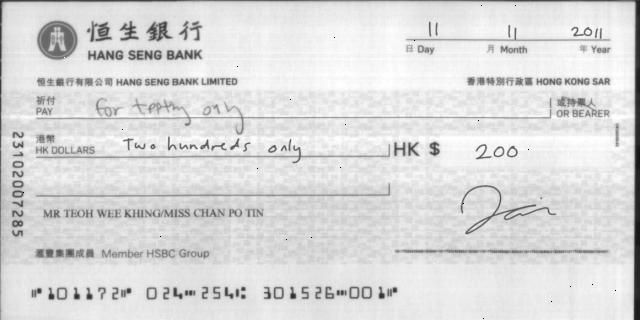 恒生銀行
HANG SENG BANK
11 11 2011
日 Day 月 Month 年 Year
恒生銀行有限公司 HANG SENG BANK LIMITED 香港特別行政區 HONG KONG SAR
祈付
PAY for only 或持票人
OR BEARER
港幣
HK DOLLARS Two hundreds only HK $ 200
23102007285
MR TEOH WEE KHING/MISS CHAN PO TIN
滙豐集團成員 Member HSBC Group
⑈101172⑈ 024⑉254⑆ 301526⑉001⑈